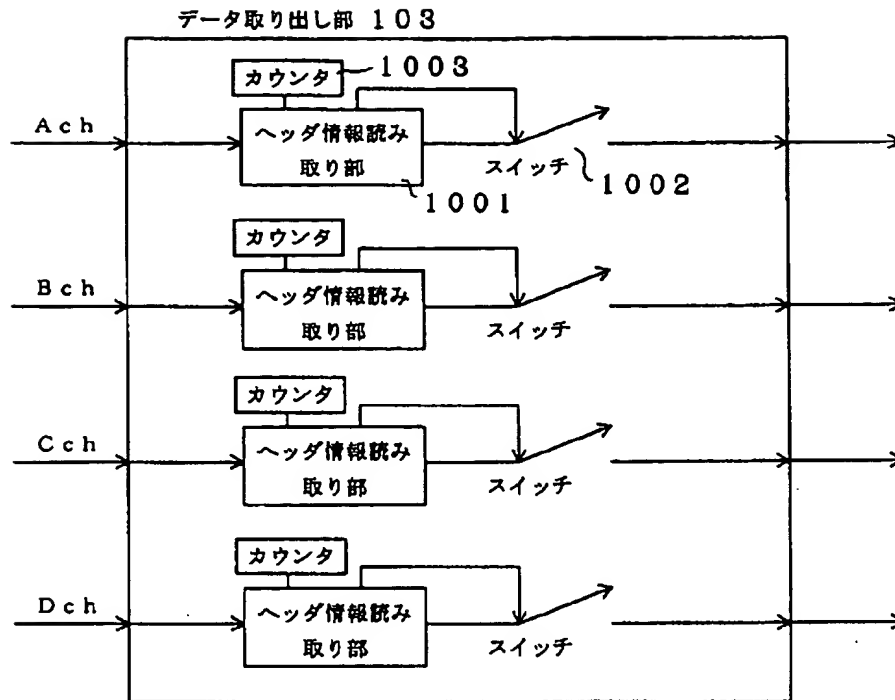 データ取り出し部 103
カウンタ
1003
Ach
ヘッダ情報読み
取り部
スイッチ
1002
1001
カウンタ
Bch
ヘッダ情報読み
取り部
スイッチ
カウンタ
Cch
ヘッダ情報読み
取り部
スイッチ
カウンタ
Dch
ヘッダ情報読み
取り部
スイッチ